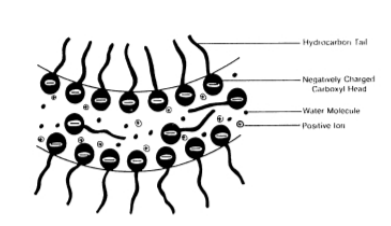 Hydrocarbon Tail
Negatively Charged
Carboxyl Head
Water Molecule
Positive Ion